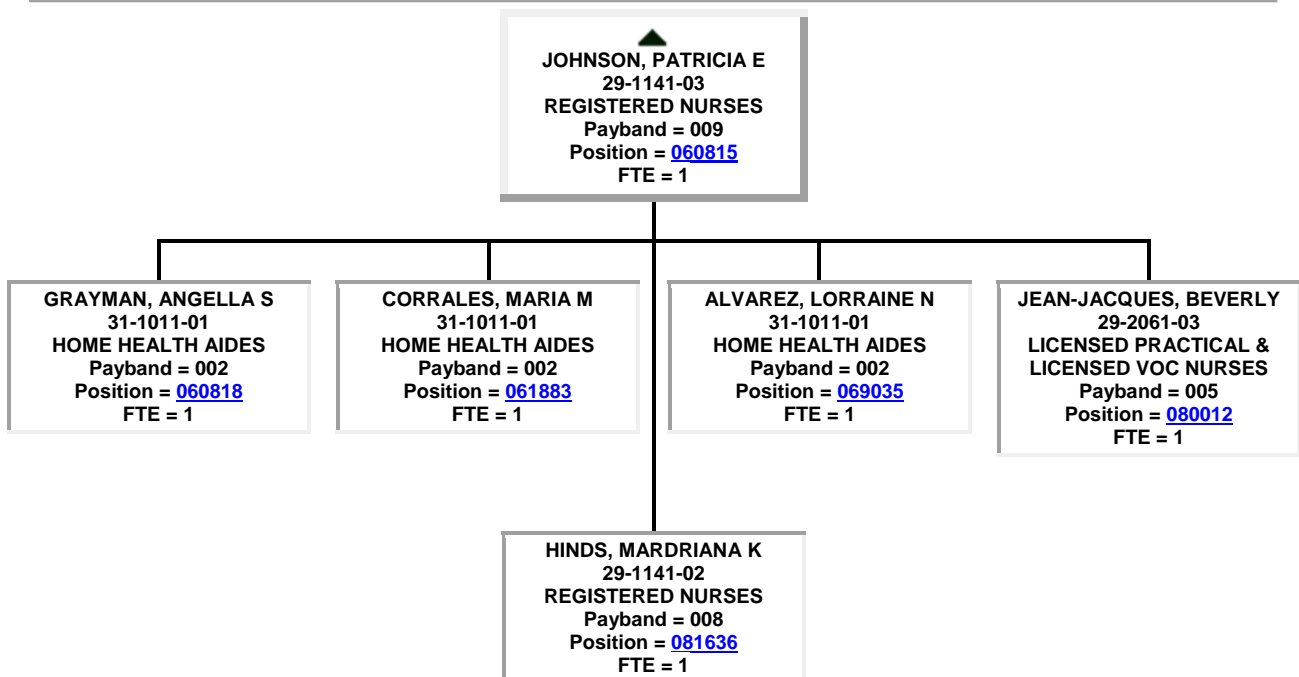 JOHNSON, PATRICIA E
29-1141-03
REGISTERED NURSES
Payband = 009
Position = 060815
FTE = 1
GRAYMAN, ANGELLA S
31-1011-01
HOME HEALTH AIDES
Payband = 002
Position = 060818
FTE = 1
CORRALES, MARIA M
31-1011-01
HOME HEALTH AIDES
Payband = 002
Position = 061883
FTE = 1
ALVAREZ, LORRAINE N
31-1011-01
HOME HEALTH AIDES
Payband = 002
Position = 069035
FTE = 1
JEAN-JACQUES, BEVERLY
29-2061-03
LICENSED PRACTICAL &
LICENSED VOC NURSES
Payband = 005
Position = 080012
FTE = 1
HINDS, MARDRIANA K
29-1141-02
REGISTERED NURSES
Payband = 008
Position = 081636
FTE = 1